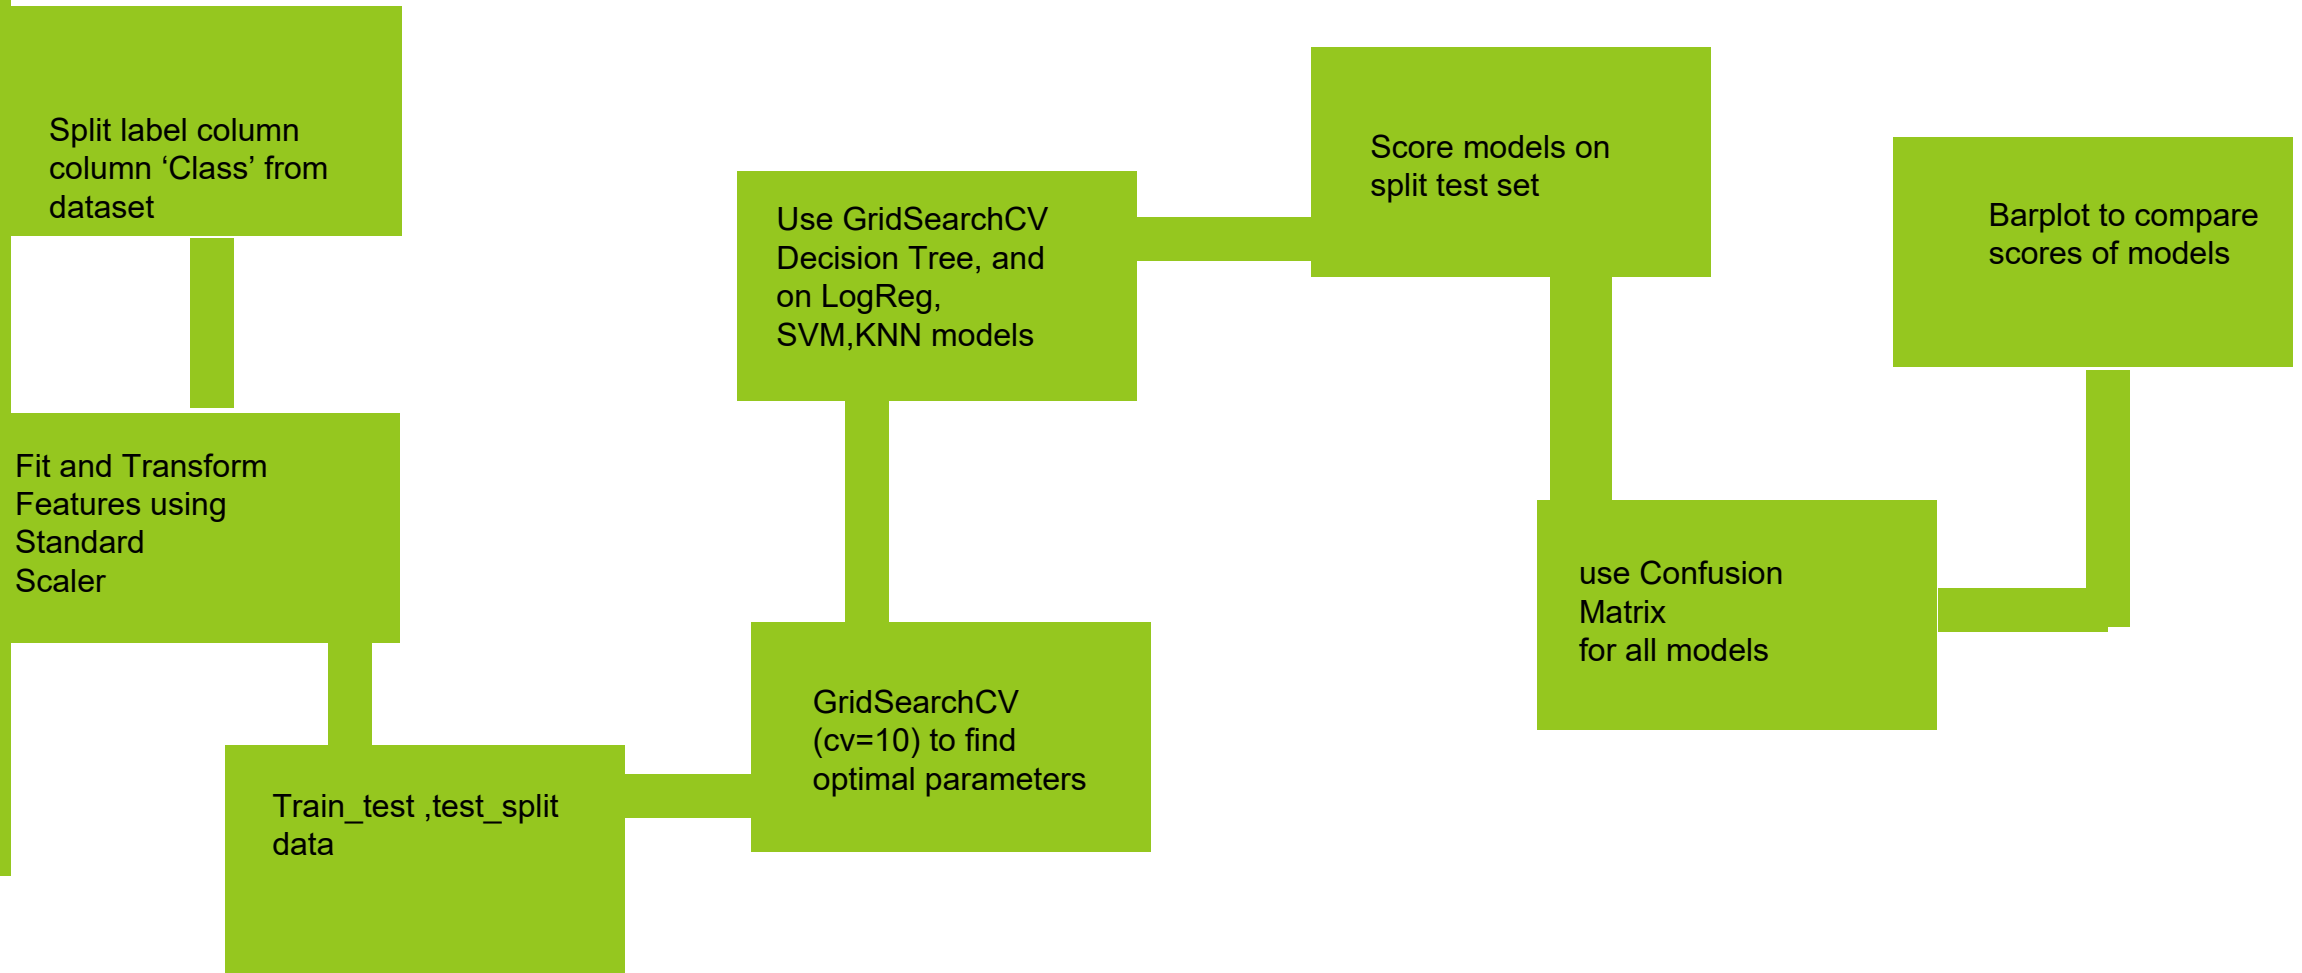 Split label column
column ‘Class’ from
dataset
Fit and Transform
Features using
Standard
Scaler
Train_test ,test_split
data
GridSearchCV
(cv=10) to find
optimal parameters
Use GridSearchCV
Decision Tree, and
on LogReg,
SVM,KNN models
Score models on
split test set
use Confusion
Matrix
for all models
Barplot to compare
scores of models